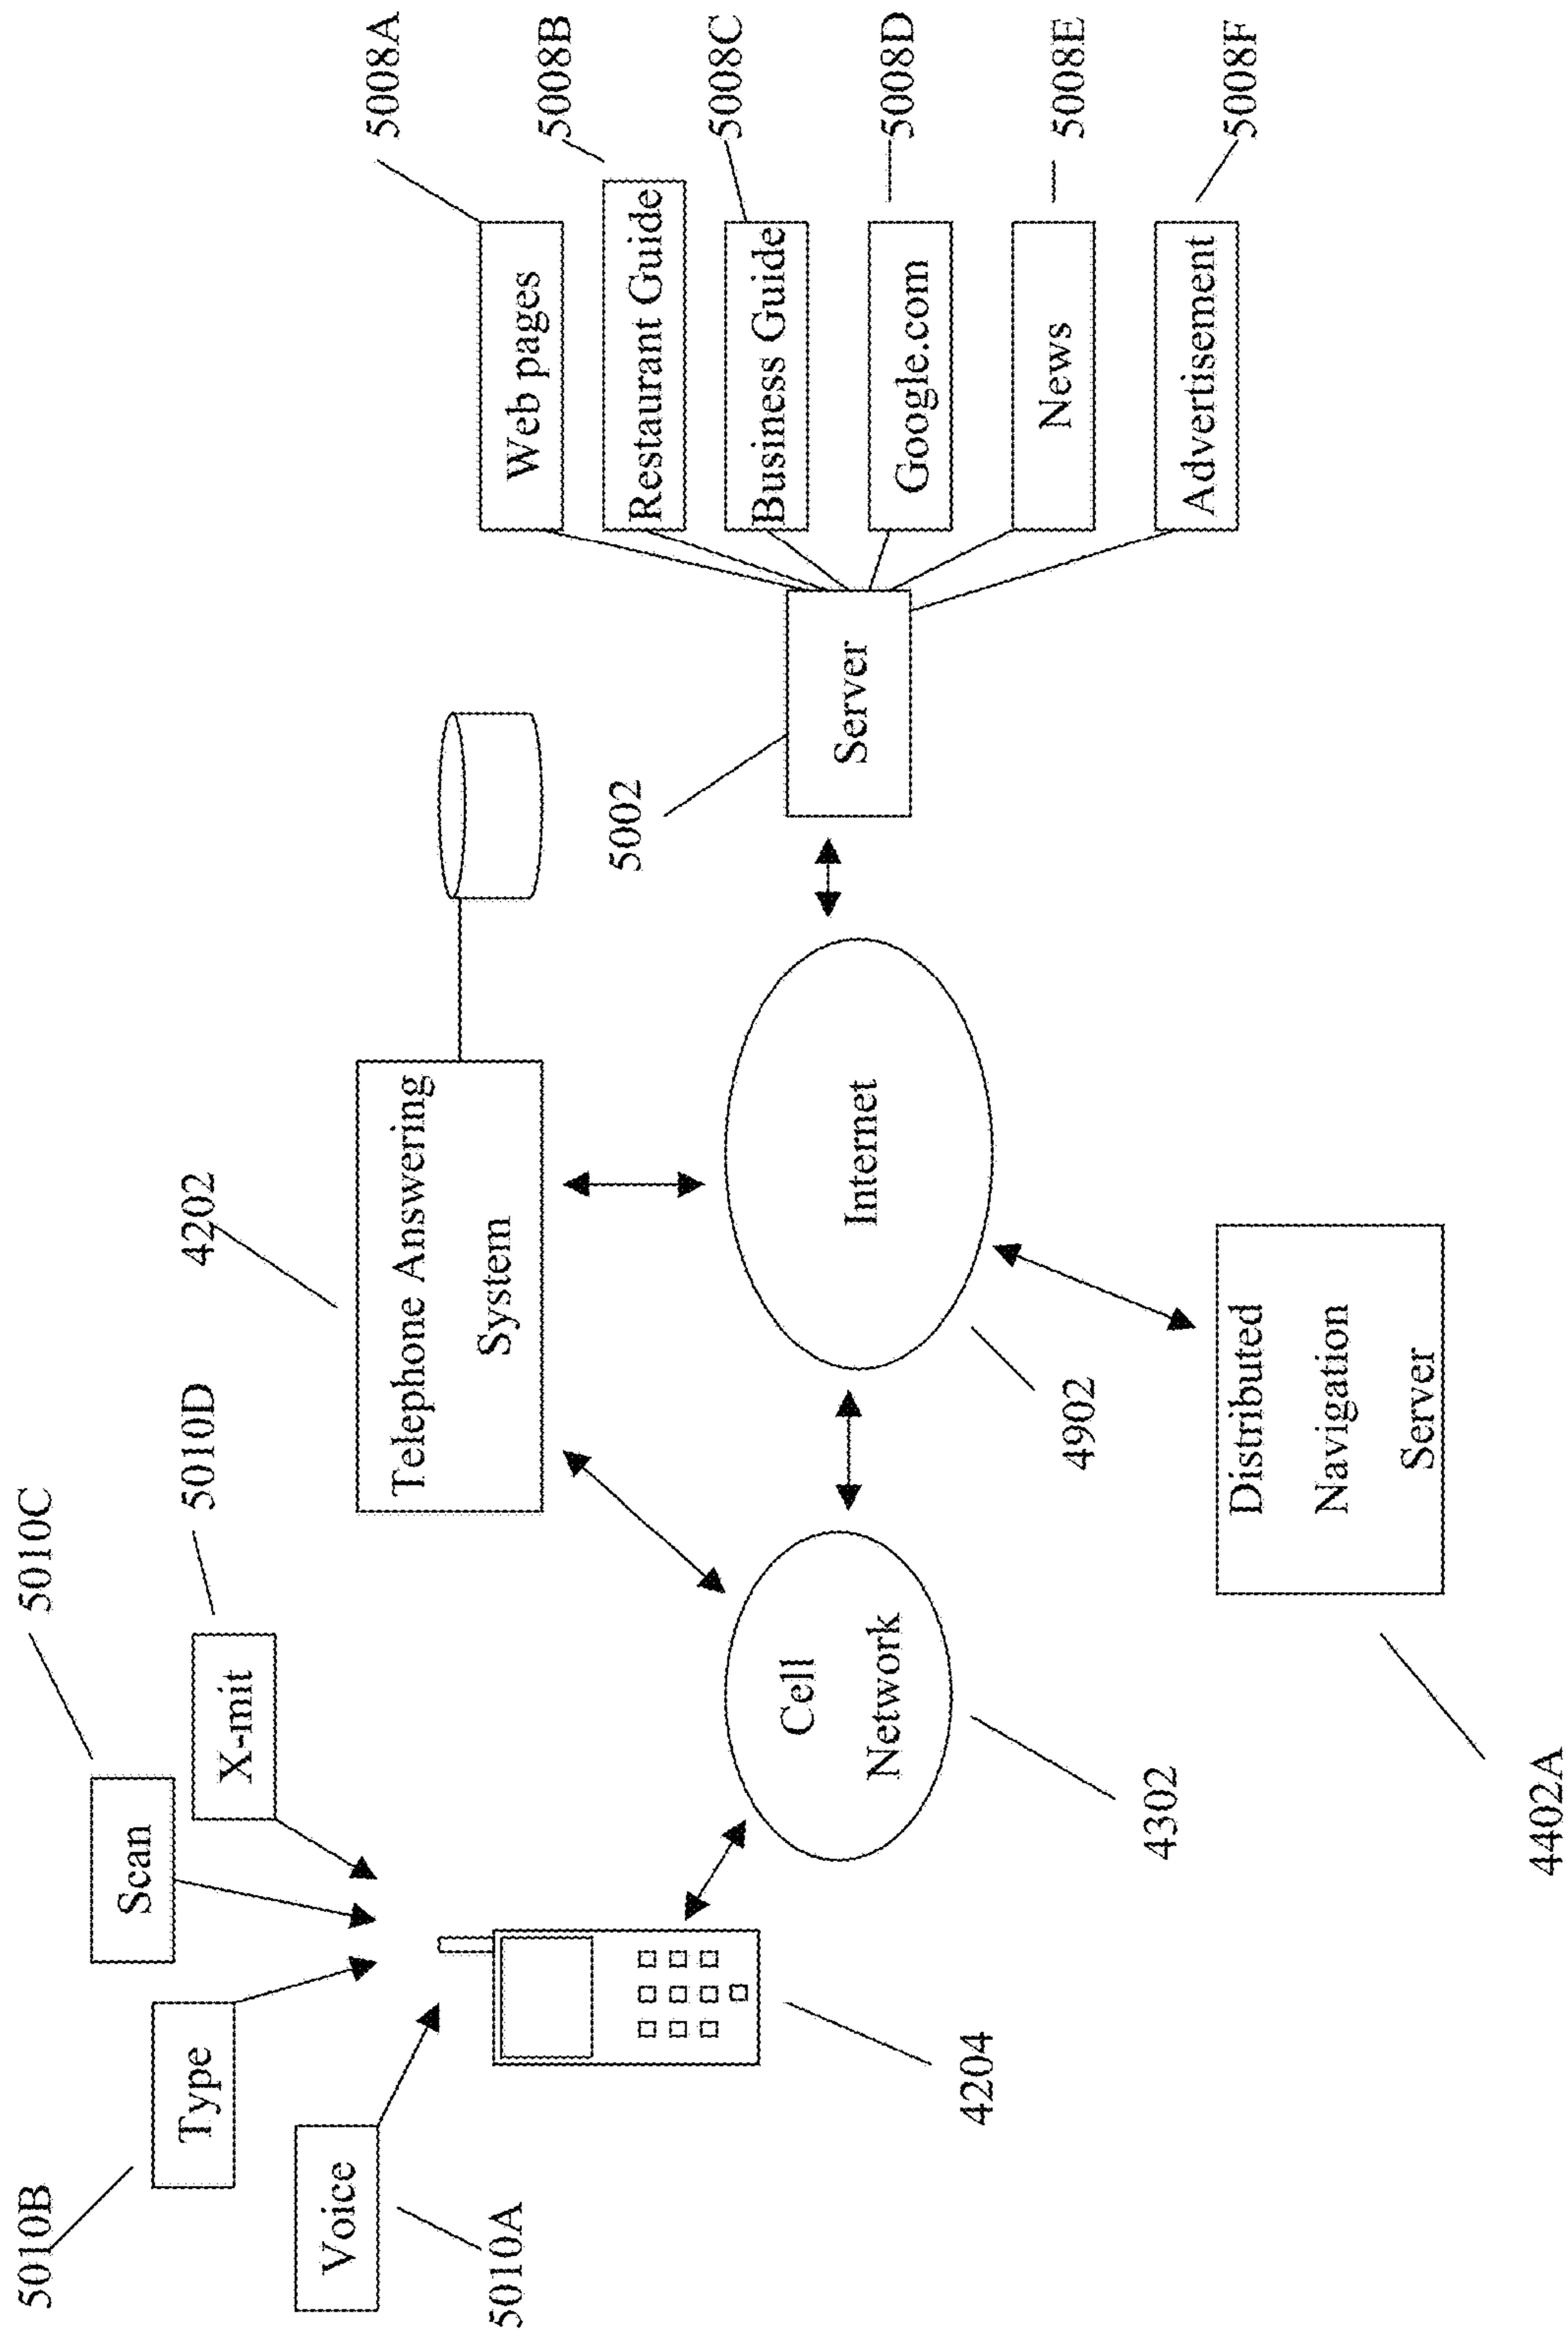 5010C
5010D
5010B
Scan
X-mit
Type
Voice
5010A
4204
4202
Telephone Answering
System
Cell
Network
4302
Internet
4902
Distributed
Navigation
Server
4402A
5002
Server
Web pages
5008A
Restaurant Guide
5008B
Business Guide
5008C
Google.com
5008D
News
5008E
Advertisement
5008F